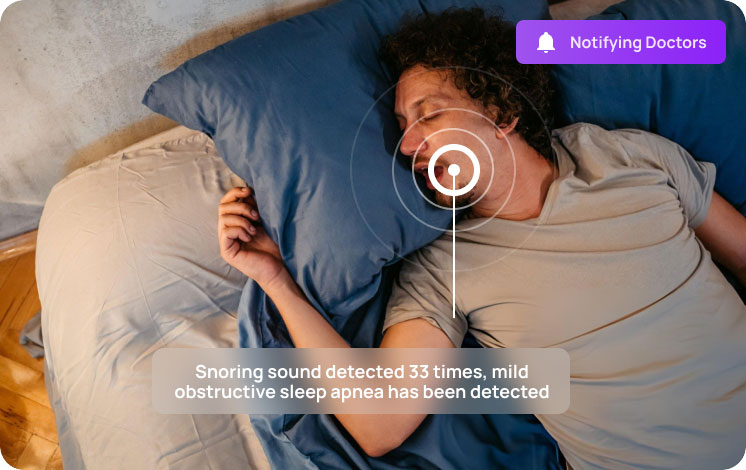 Notifying Doctors
Snoring sound detected 33 times, mild
obstructive sleep apnea has been detected